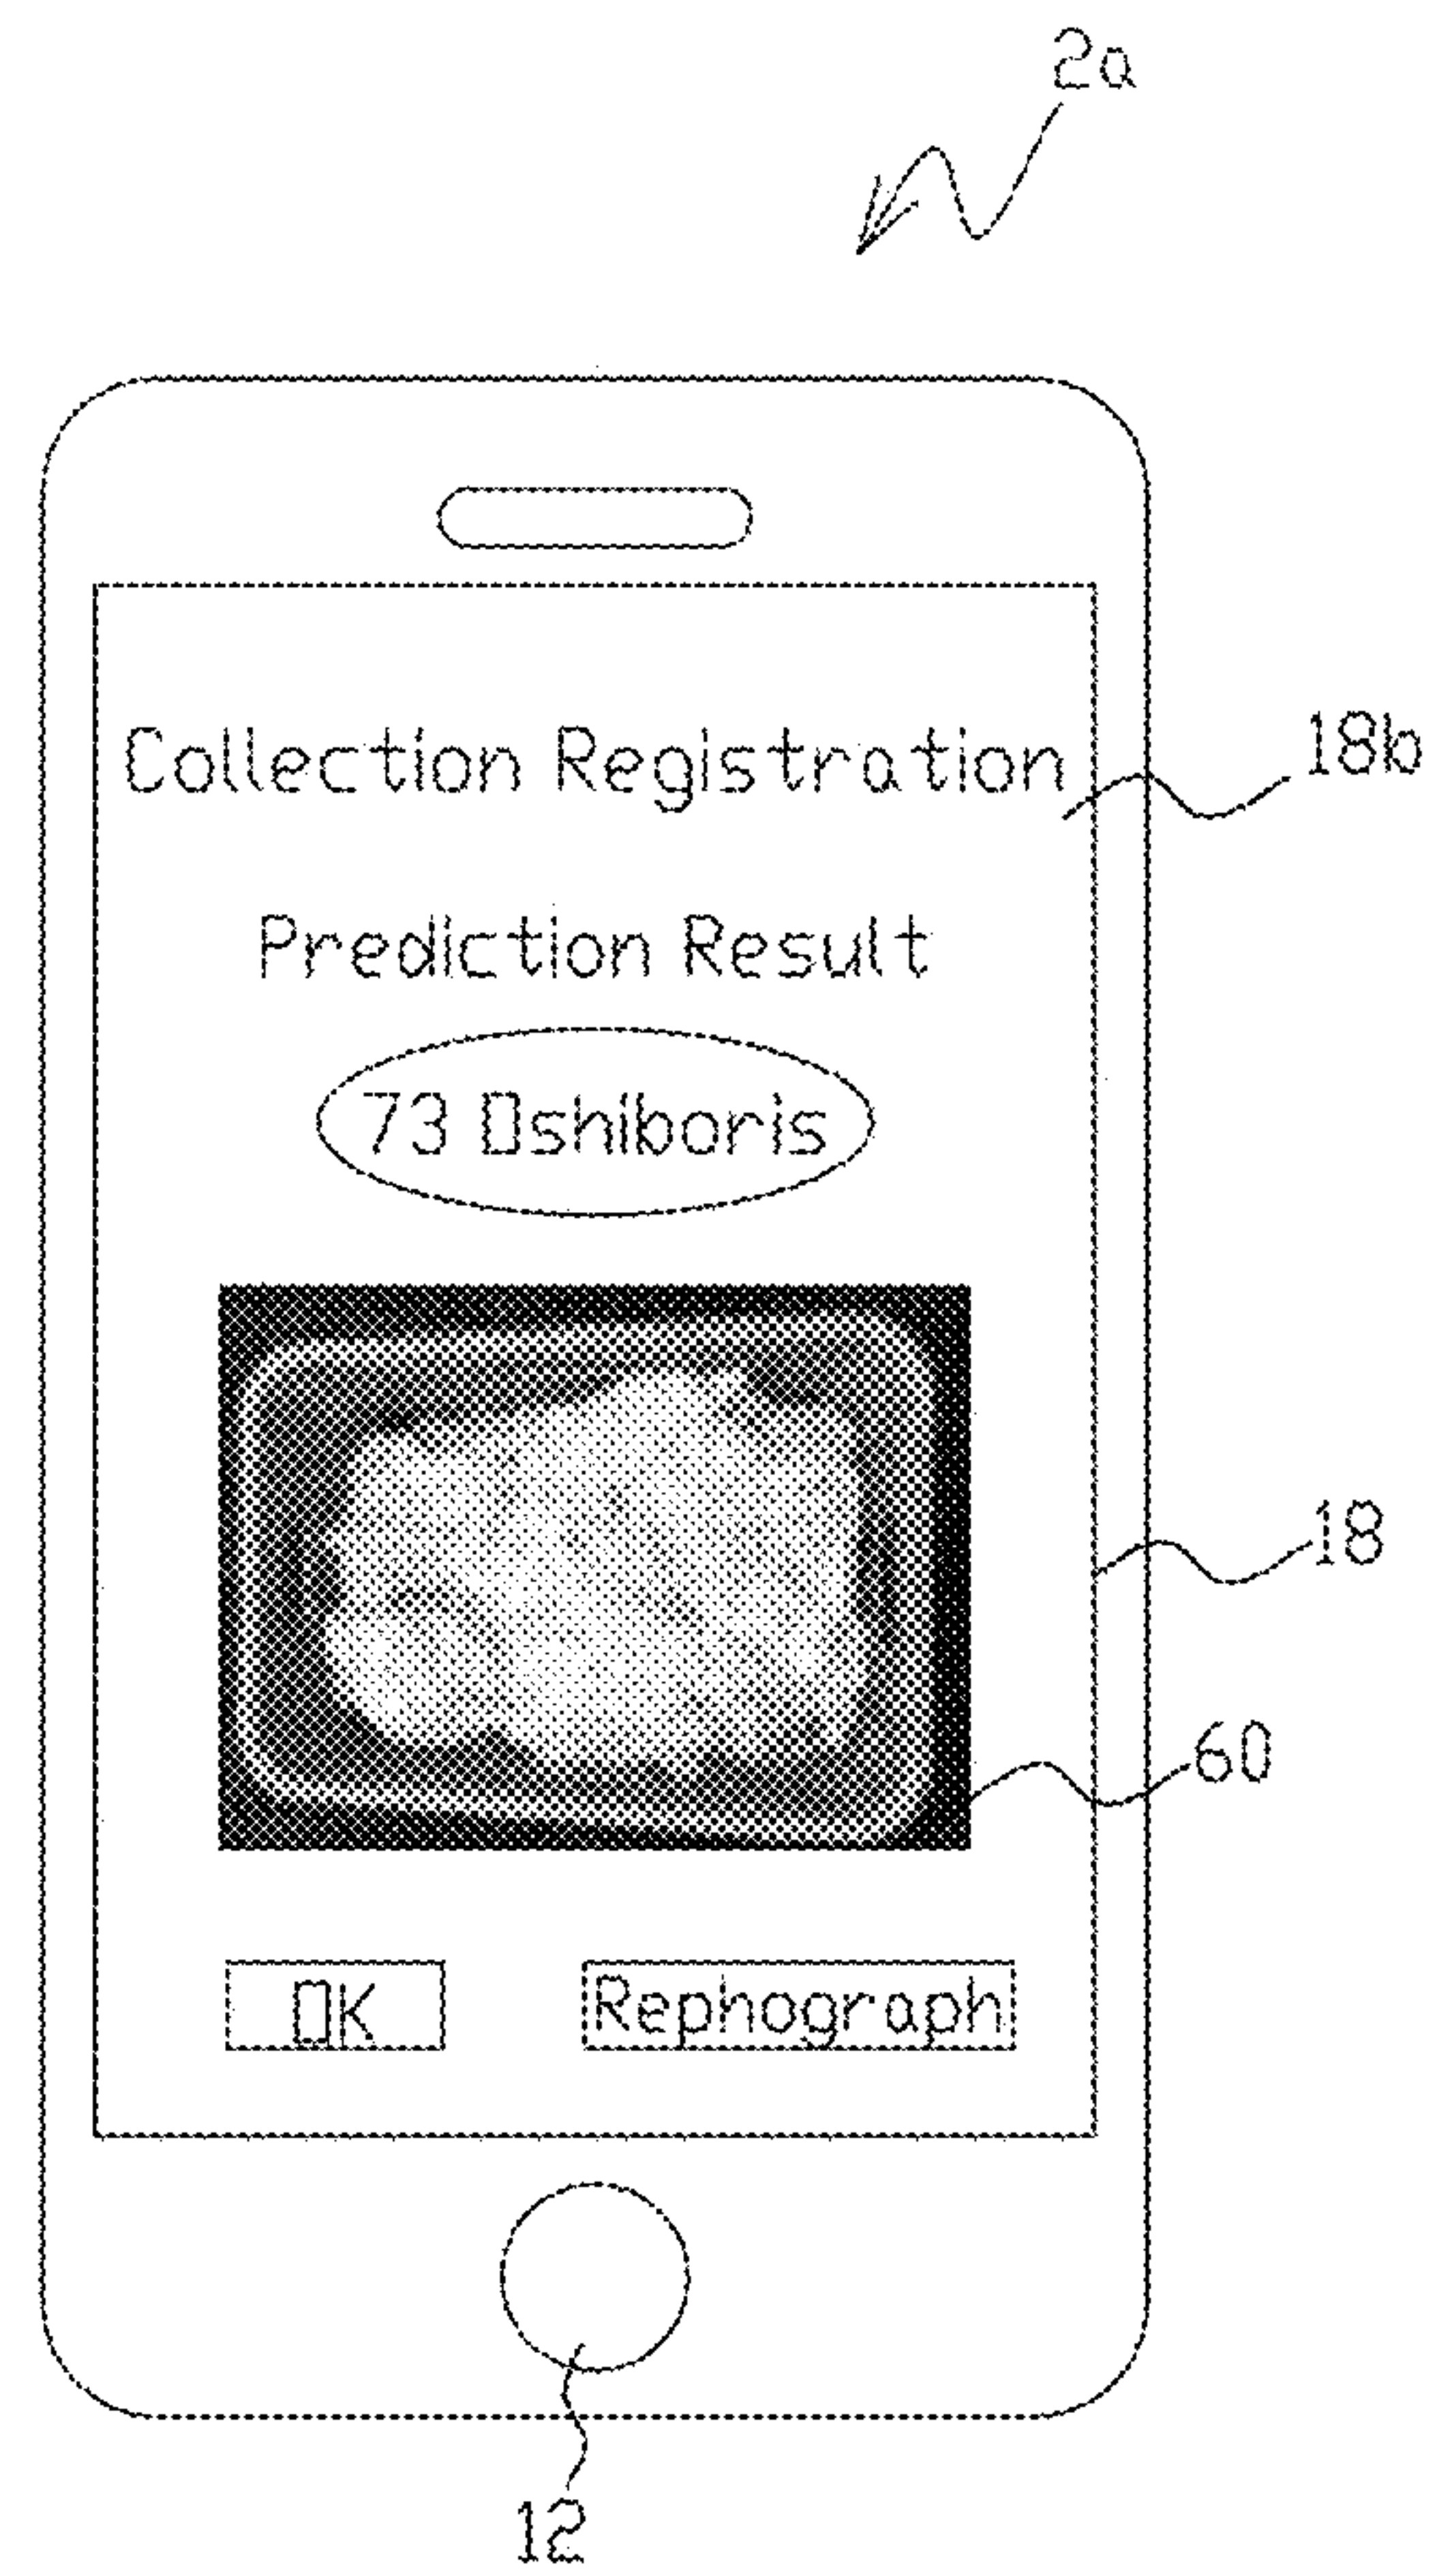 2a
Collection Registration
18b
Prediction Result
73 Oshiboris
18
60
OK
Rephograph
12